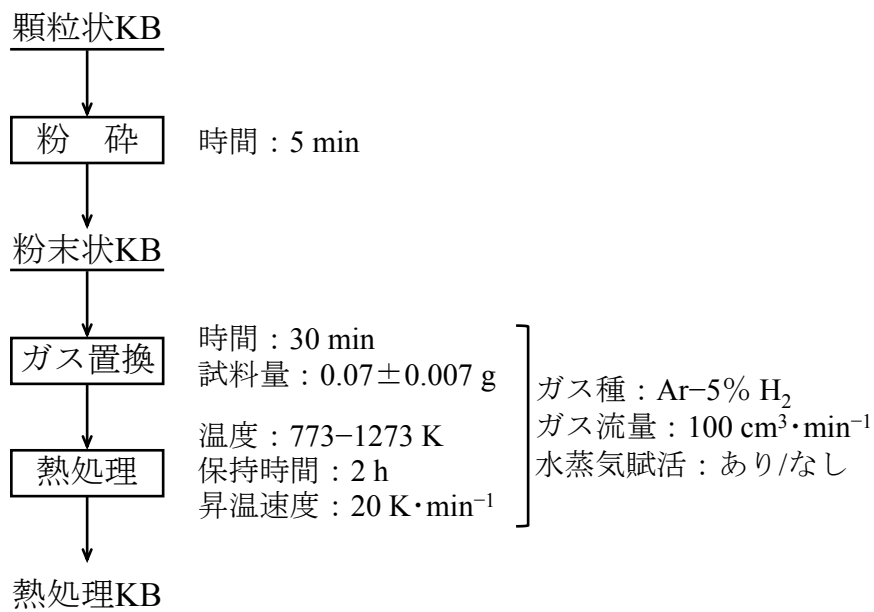 顆粒状KB
粉　砕
時間：5 min
粉末状KB
ガス置換
時間：30 min
試料量：0.07±0.007 g
熱処理
温度：773−1273 K
保持時間：2 h
昇温速度：20 K･min⁻¹
ガス種：Ar−5% H₂
ガス流量：100 cm³･min⁻¹
水蒸気賦活：あり/なし
熱処理KB